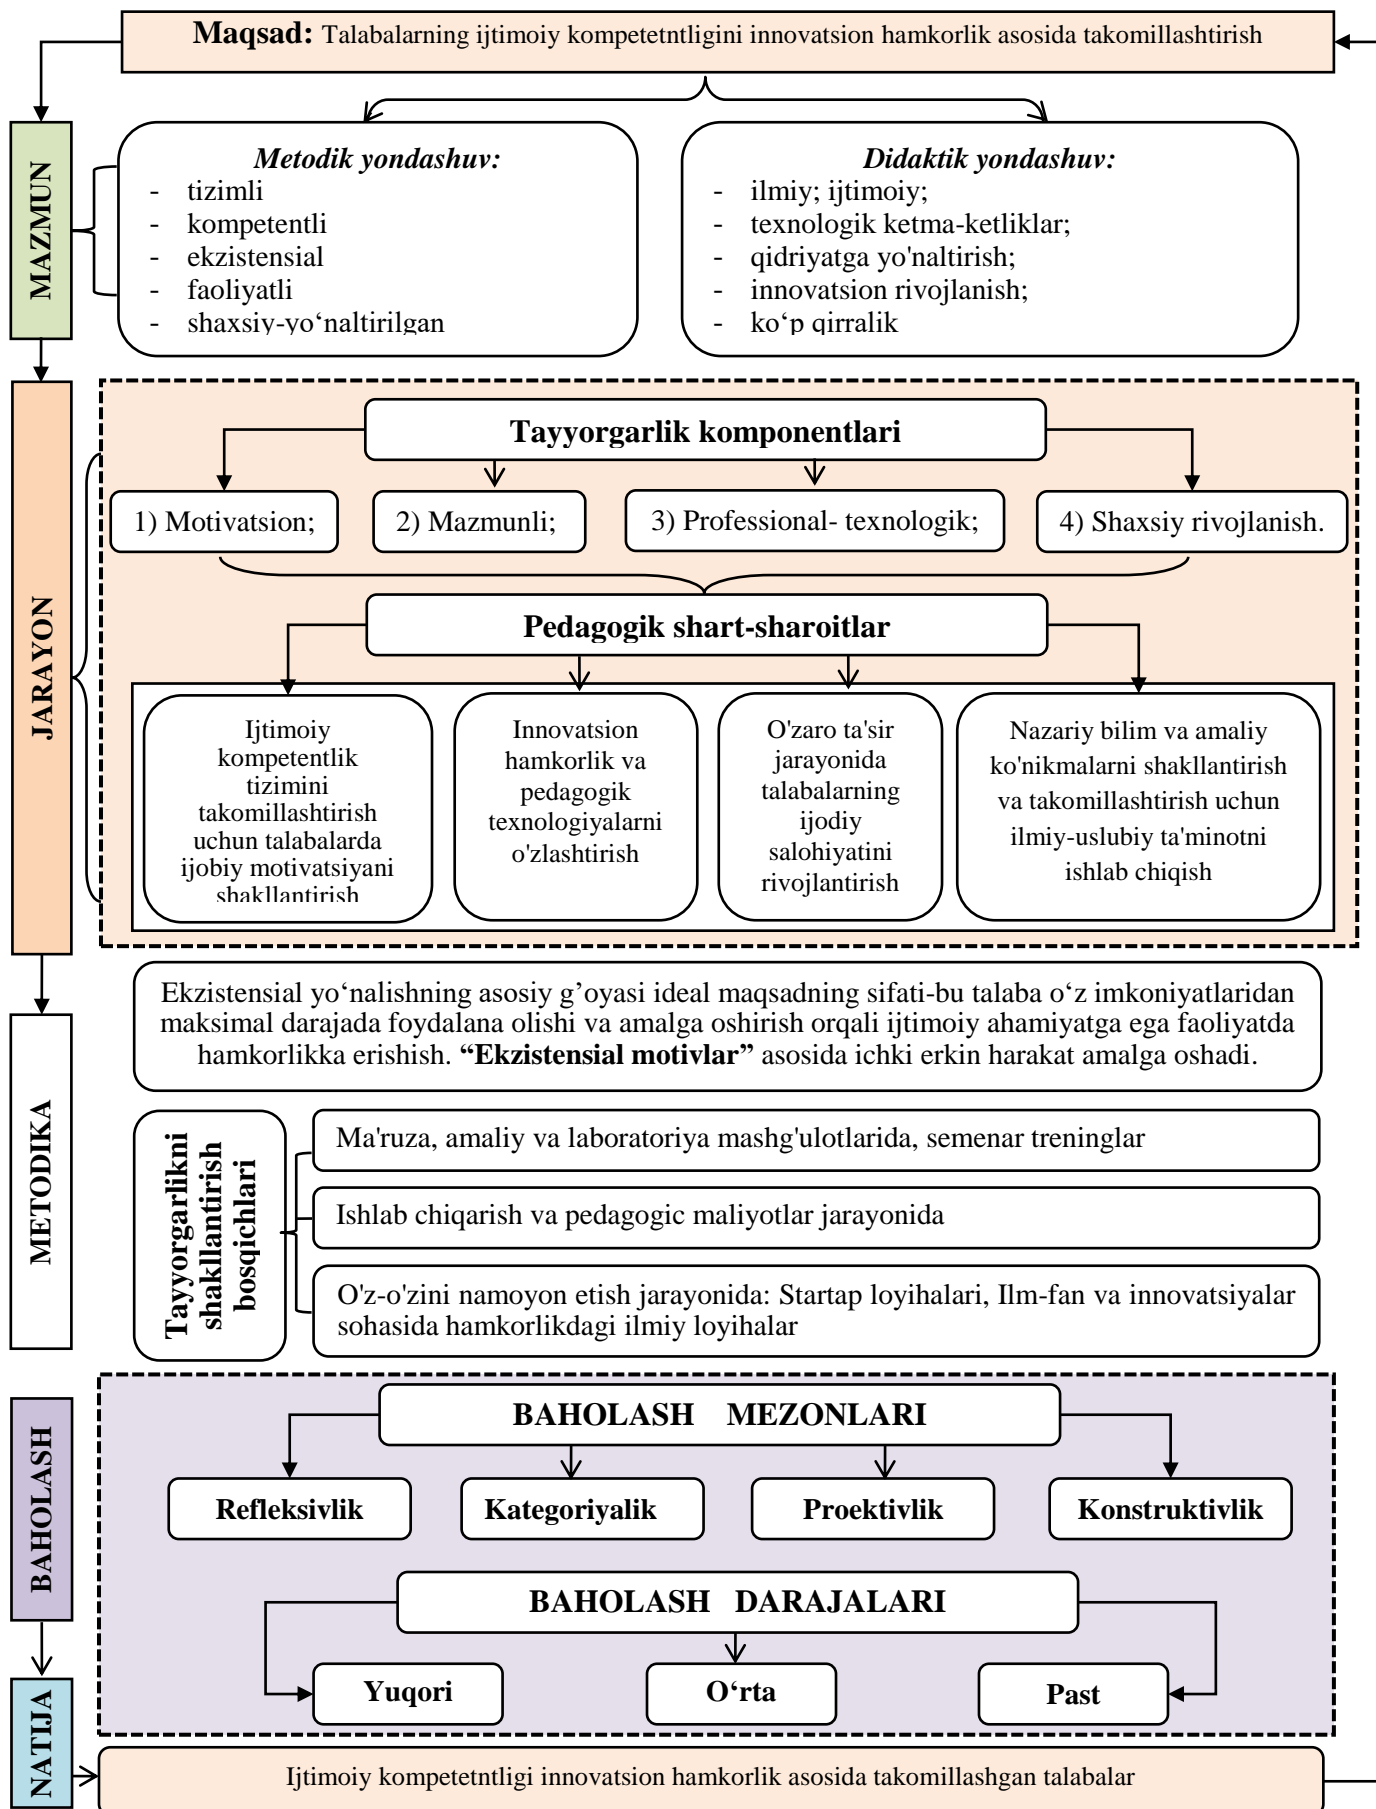 Maqsad: Talabalarning ijtimoiy kompetetntligini innovatsion hamkorlik asosida takomillashtirish
MAZMUN
Metodik yondashuv:
- tizimli
- kompetentli
- ekzistensial
- faoliyatli
- shaxsiy-yo‘naltirilgan
Didaktik yondashuv:
- ilmiy; ijtimoiy;
- texnologik ketma-ketliklar;
- qidriyatga yo'naltirish;
- innovatsion rivojlanish;
- ko‘p qirralik
JARAYON
Tayyorgarlik komponentlari
1) Motivatsion;
2) Mazmunli;
3) Professional- texnologik;
4) Shaxsiy rivojlanish.
Pedagogik shart-sharoitlar
Ijtimoiy
kompetentlik
tizimini
takomillashtirish
uchun talabalarda
ijobiy motivatsiyani
shakllantirish
Innovatsion
hamkorlik va
pedagogik
texnologiyalarni
o'zlashtirish
O'zaro ta'sir
jarayonida
talabalarning
ijodiy
salohiyatini
rivojlantirish
Nazariy bilim va amaliy
ko'nikmalarni shakllantirish
va takomillashtirish uchun
ilmiy-uslubiy ta'minotni
ishlab chiqish
METODIKA
Ekzistensial yo‘nalishning asosiy g’oyasi ideal maqsadning sifati-bu talaba o‘z imkoniyatlaridan
maksimal darajada foydalana olishi va amalga oshirish orqali ijtimoiy ahamiyatga ega faoliyatda
hamkorlikka erishish. “Ekzistensial motivlar” asosida ichki erkin harakat amalga oshadi.
Tayyorgarlikni
shakllantirish
bosqichlari
Ma'ruza, amaliy va laboratoriya mashg'ulotlarida, semenar treninglar
Ishlab chiqarish va pedagogic maliyotlar jarayonida
O'z-o'zini namoyon etish jarayonida: Startap loyihalari, Ilm-fan va innovatsiyalar
sohasida hamkorlikdagi ilmiy loyihalar
BAHOLASH
BAHOLASH MEZONLARI
Refleksivlik
Kategoriyalik
Proektivlik
Konstruktivlik
BAHOLASH DARAJALARI
Yuqori
O‘rta
Past
NATIJA
Ijtimoiy kompetetntligi innovatsion hamkorlik asosida takomillashgan talabalar